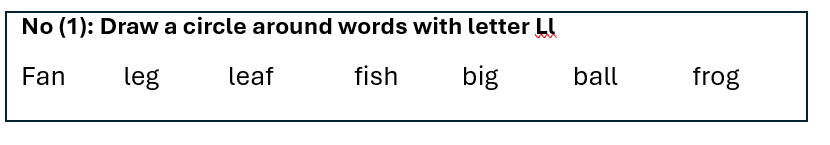 No (1): Draw a circle around words with letter Ll
Fan leg leaf fish big ball frog